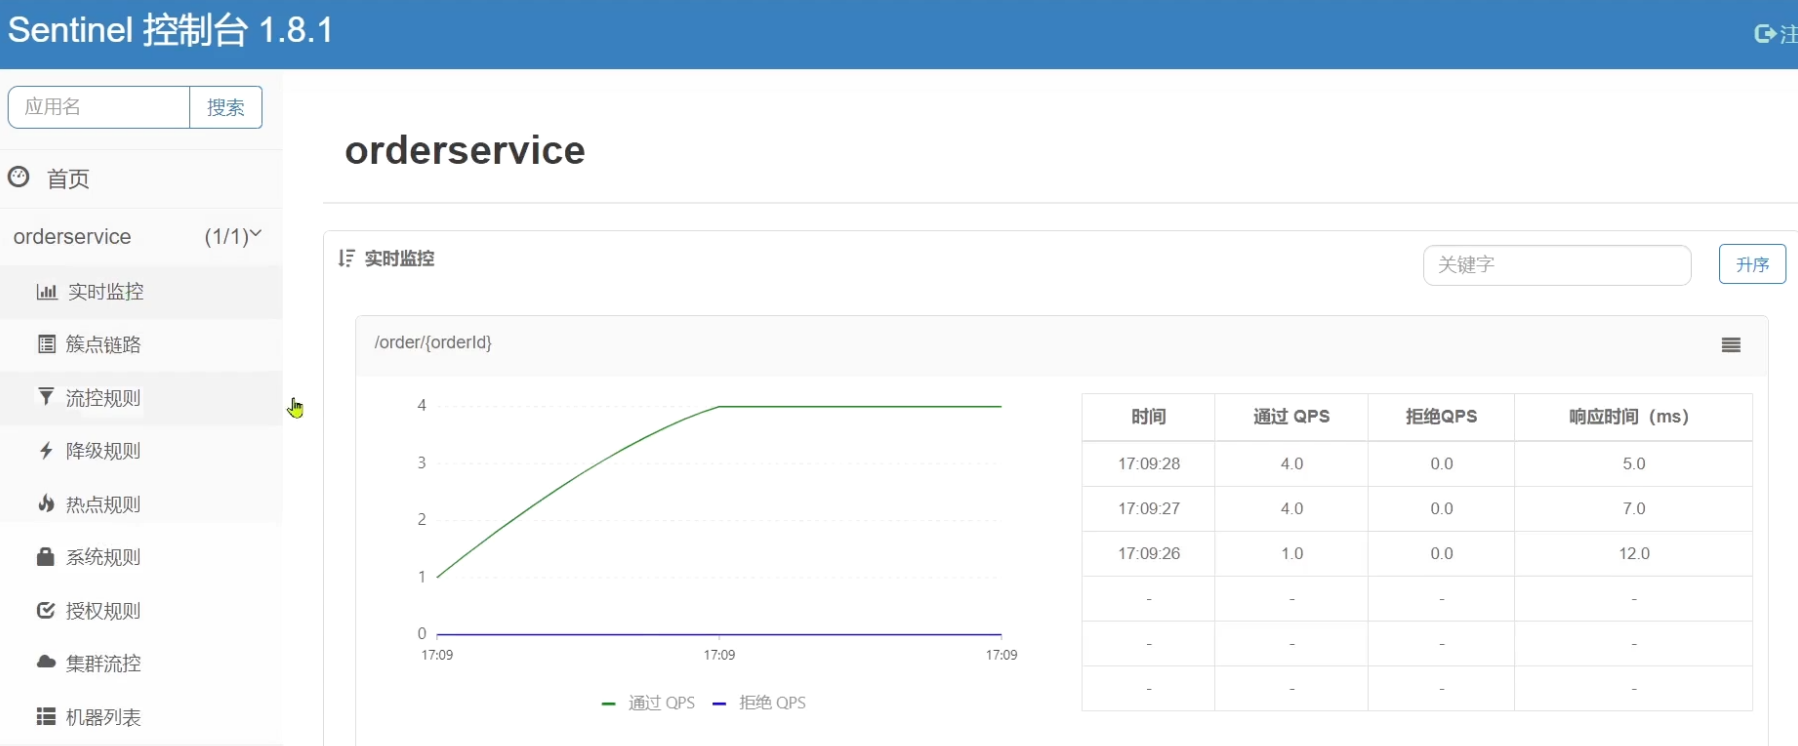 Sentinel 控制台 1.8.1
注
应用名
搜索
首页
orderservice (1/1)
实时监控
簇点链路
流控规则
降级规则
热点规则
系统规则
授权规则
集群流控
机器列表
orderservice
实时监控
关键字
升序
/order/{orderId}
4
3
2
1
0
17:09 17:09 17:09
通过 QPS 拒绝 QPS
时间 通过 QPS 拒绝QPS 响应时间（ms）
17:09:28 4.0 0.0 5.0
17:09:27 4.0 0.0 7.0
17:09:26 1.0 0.0 12.0
- - - -
- - - -
- - - -